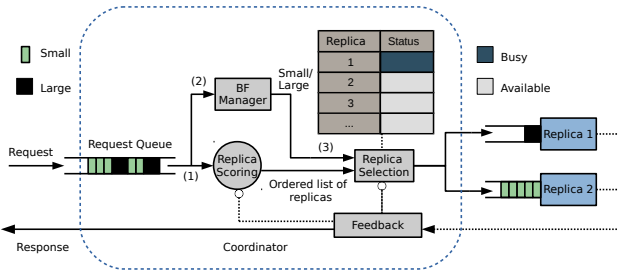 Small
Large
Replica Status
1
2
3
...
Busy
Available
(2)
BF
Manager
Small/
Large
Request Queue
Request
(1)
Replica
Scoring
(3)
Replica
Selection
Ordered list of
replicas
Replica 1
Replica 2
Feedback
Response
Coordinator